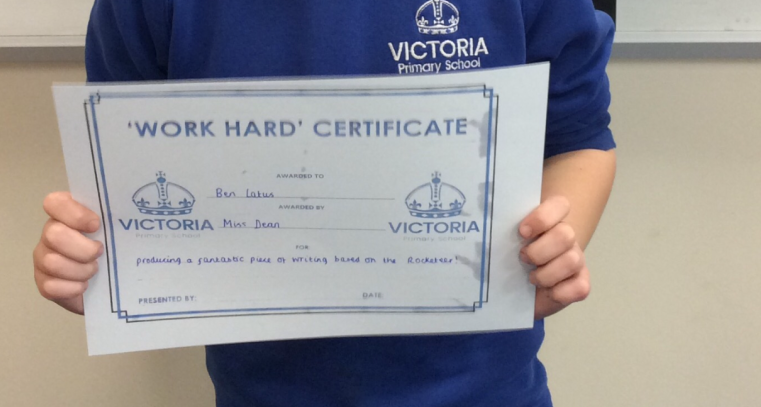 VICTORIA
Primary School
'WORK HARD' CERTIFICATE
AWARDED TO
Ben Latus
AWARDED BY
VICTORIA Miss Dean VICTORIA
Primary School Primary School
FOR
producing a fantastic piece of writing based on the Rocketeer!
PRESENTED BY: DATE